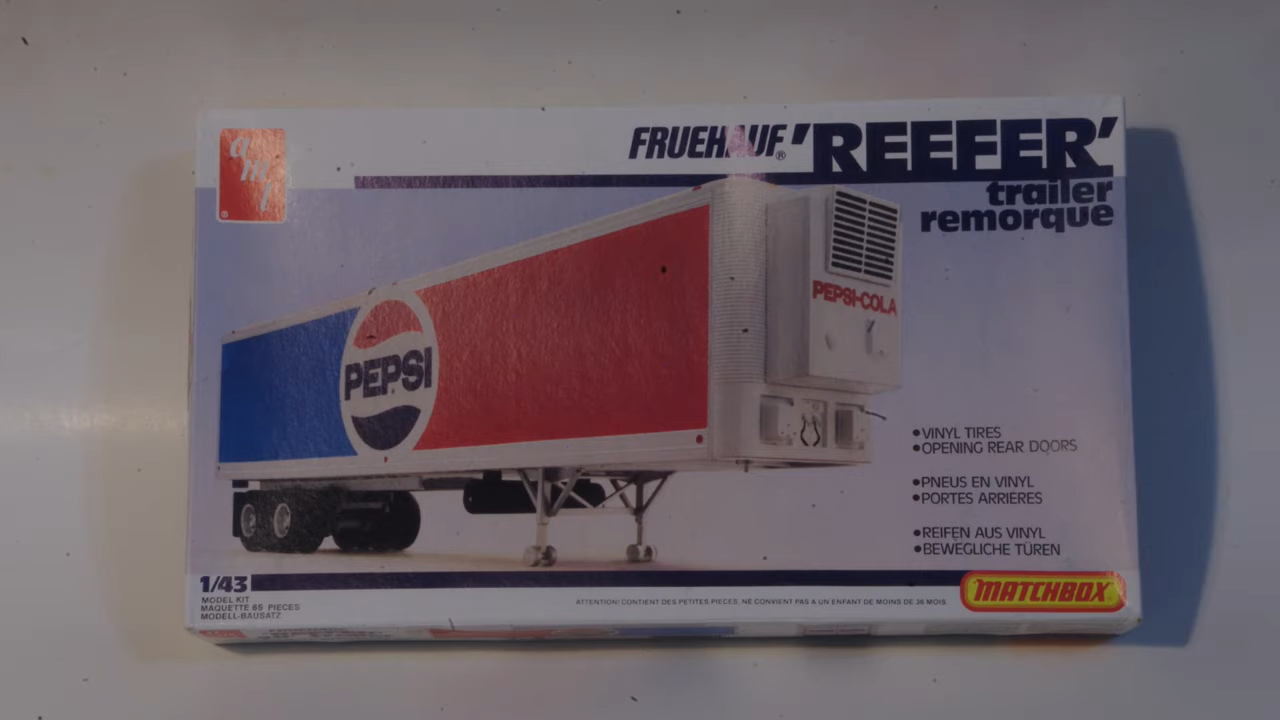 amt
®
FRUEHAUF® 'REEFER'
trailer
remorque
PEPSI-COLA
PEPSI
•VINYL TIRES
•OPENING REAR DOORS
•PNEUS EN VINYL
•PORTES ARRIÈRES
•REIFEN AUS VINYL
•BEWEGLICHE TÜREN
1/43
MODEL KIT
MAQUETTE 65 PIECES
MODELL-BAUSATZ
ATTENTION! CONTIENT DES PETITES PIECES. NE CONVIENT PAS A UN ENFANT DE MOINS DE 36 MOIS.
MATCHBOX